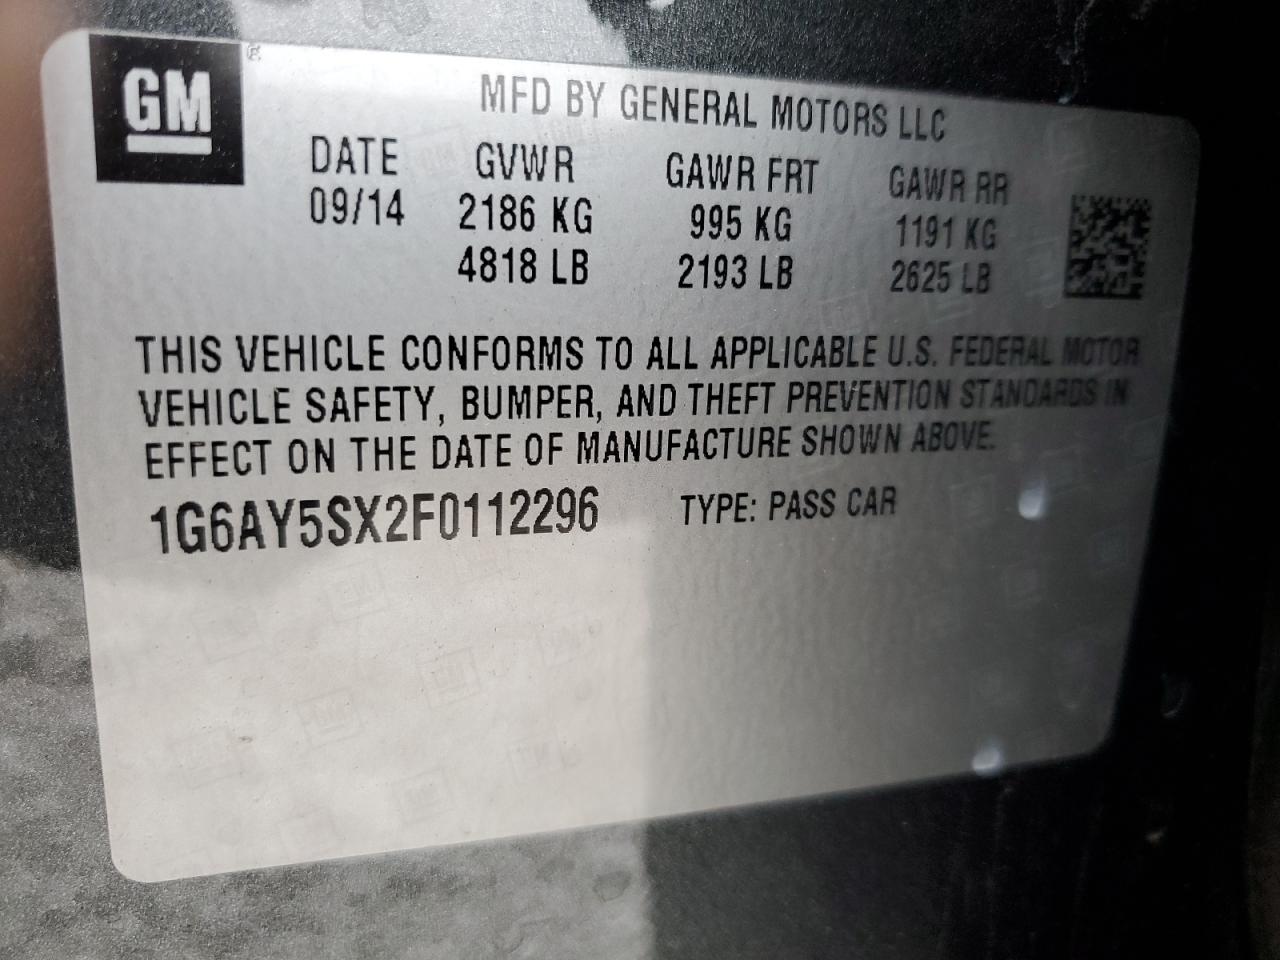 GM
MFD BY GENERAL MOTORS LLC
DATE GVWR GAWR FRT GAWR RR
09/14 2186 KG 995 KG 1191 KG
4818 LB 2193 LB 2625 LB
THIS VEHICLE CONFORMS TO ALL APPLICABLE U.S. FEDERAL MOTOR
VEHICLE SAFETY, BUMPER, AND THEFT PREVENTION STANDARDS IN
EFFECT ON THE DATE OF MANUFACTURE SHOWN ABOVE.
1G6AY5SX2F0112296 TYPE: PASS CAR